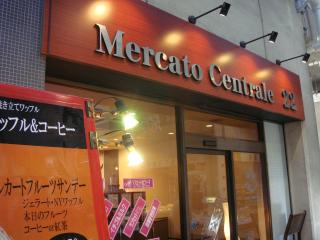 Mercato Centrale 22
焼き立てワッフル
ッフル&コーヒー
ルカートフルーツサンデー
ジェラート・NYワッフル
本日のフルーツ
コーヒーor紅茶